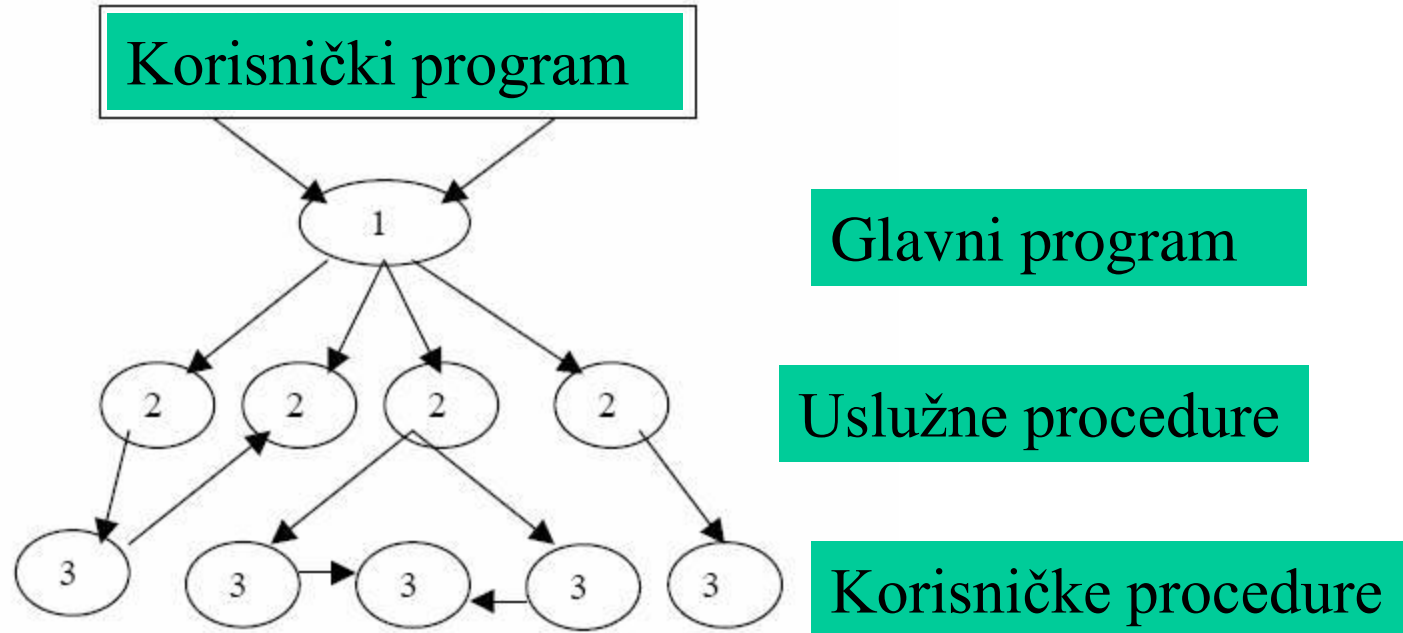 Korisnički program
1
Glavni program
2 2 2 2
Uslužne procedure
3 3 3 3 3
Korisničke procedure